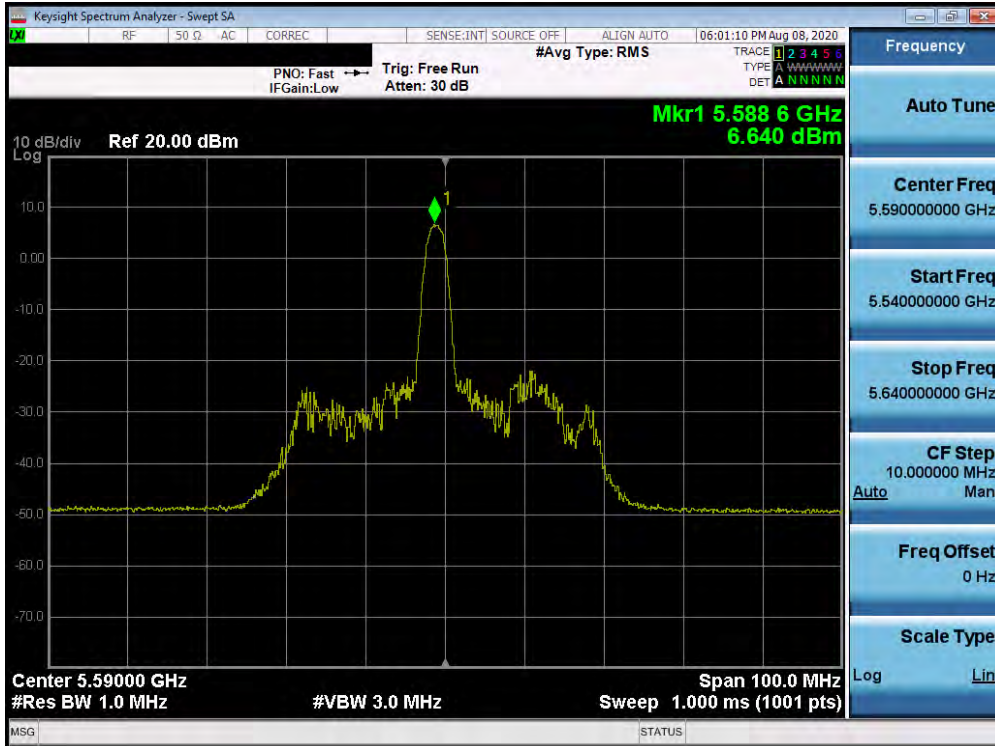 Keysight Spectrum Analyzer - Swept SA
LXI RF 50 Ω AC CORREC SENSE:INT SOURCE OFF ALIGN AUTO 06:01:10 PM Aug 08, 2020
Frequency
#Avg Type: RMS
TRACE 1 2 3 4 5 6
PNO: Fast Trig: Free Run
TYPE A WWWWW
IFGain:Low Atten: 30 dB
DET A N N N N N
Auto Tune
Mkr1 5.588 6 GHz
6.640 dBm
10 dB/div Ref 20.00 dBm
Log
1
10.0
0.00
-10.0
-20.0
-30.0
-40.0
-50.0
-60.0
-70.0
Center Freq
5.590000000 GHz
Start Freq
5.540000000 GHz
Stop Freq
5.640000000 GHz
CF Step
10.000000 MHz
Auto Man
Freq Offset
0 Hz
Scale Type
Log Lin
Center 5.59000 GHz Span 100.0 MHz
#Res BW 1.0 MHz #VBW 3.0 MHz Sweep 1.000 ms (1001 pts)
MSG STATUS